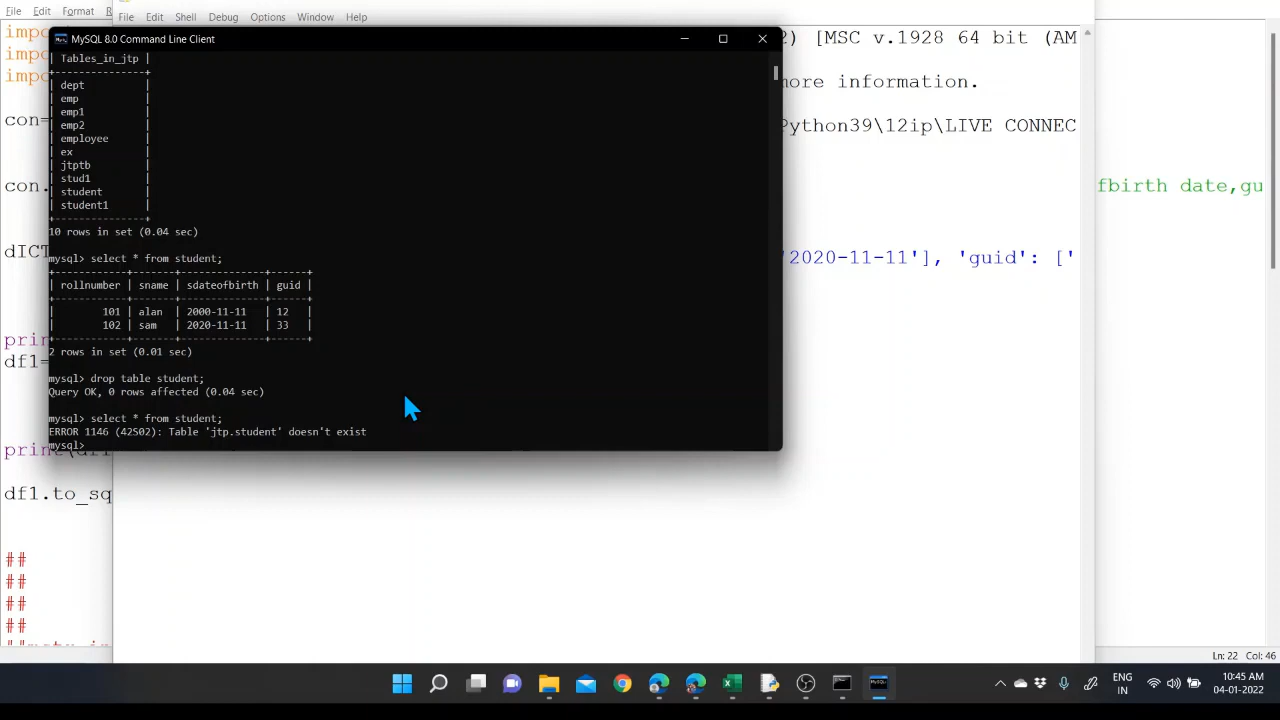 File Edit Format R
File Edit Shell Debug Options Window Help
MySQL 8.0 Command Line Client
2) [MSC v.1928 64 bit (AM
more information.
Python39\12ip\LIVE CONNEC
'2020-11-11'], 'guid': ['
fbirth date,gu
impo
impo
impo
con=
con.
dICT
prin
df1=
print(df1
df1.to_sq
##
##
##
##
| Tables_in_jtp |
+---------------+
| dept |
| emp |
| emp1 |
| emp2 |
| employee |
| ex |
| jtptb |
| stud1 |
| student |
| student1 |
+---------------+
10 rows in set (0.04 sec)
mysql> select * from student;
+------------+-------+--------------+------+
| rollnumber | sname | sdateofbirth | guid |
+------------+-------+--------------+------+
| 101 | alan | 2000-11-11 | 12 |
| 102 | sam | 2020-11-11 | 33 |
+------------+-------+--------------+------+
2 rows in set (0.01 sec)
mysql> drop table student;
Query OK, 0 rows affected (0.04 sec)
mysql> select * from student;
ERROR 1146 (42S02): Table 'jtp.student' doesn't exist
mysql>
Ln: 22 Col: 46
ENG
IN
10:45 AM
04-01-2022